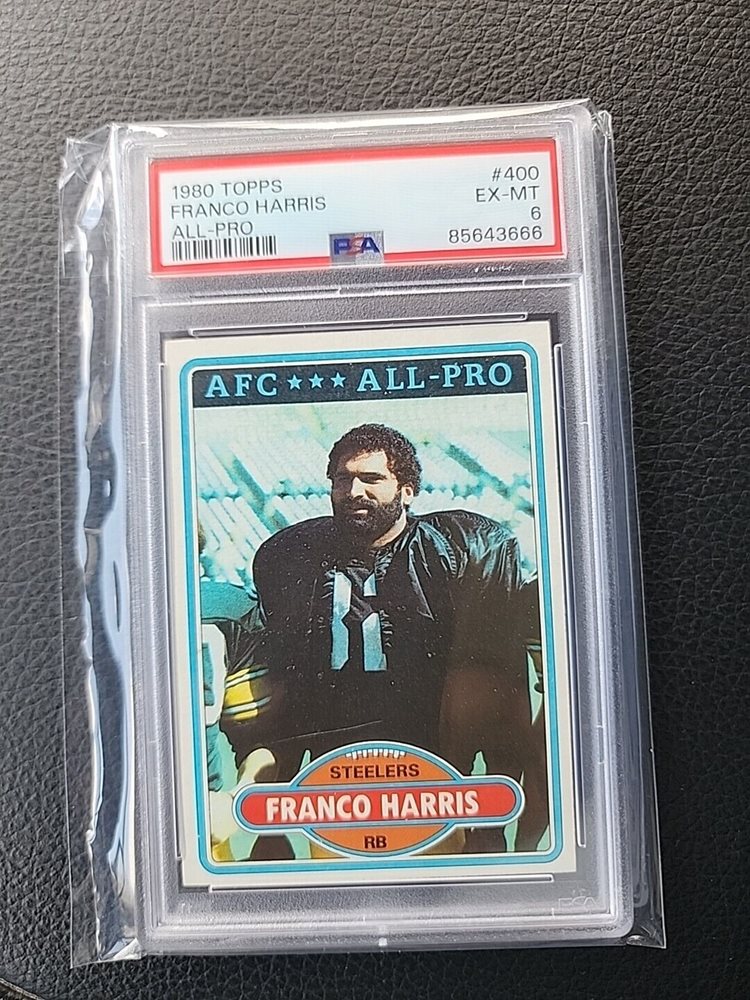 1980 TOPPS #400
FRANCO HARRIS EX-MT
ALL-PRO 6
PSA 85643666
AFC ★★★ ALL-PRO
STEELERS
FRANCO HARRIS
RB